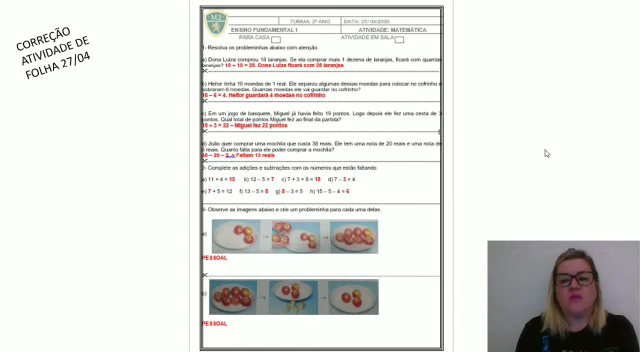 CORREÇÃO
ATIVIDADE DE
FOLHA 27/04
M2
TURMA: 2º ANO
DATA: 27/ 04/2020
ENSINO FUNDAMENTAL I
ATIVIDADE: MATEMÁTICA
PARA CASA
ATIVIDADE EM SALA
1- Resolva os probleminhas abaixo com atenção.
a) Dona Luíza comprou 18 laranjas. Se ela comprar mais 1 dezena de laranjas, ficará com quantas
laranjas? 18 + 10 = 28. Dona Luíza ficará com 28 laranjas
b) Heitor tinha 10 moedas de 1 real. Ele separou algumas dessas moedas para colocar no cofrinho e
sobraram 6 moedas. Quantas moedas ele vai guardar no cofrinho?
10 – 6 = 4. Heitor guardará 4 moedas no cofrinho
c) Em um jogo de basquete, Miguel já havia feito 19 pontos. Logo depois ele fez uma cesta de 3
pontos. Qual total de pontos Miguel fez ao final da partida?
19 + 3 = 22 – Miguel fez 22 pontos
d) João quer comprar uma mochila que custa 38 reais. Ele tem uma nota de 20 reais e uma nota de
5 reais. Quanto falta para ele poder comprar a mochila?
38 – 20 – 5 Faltam 13 reais
2- Complete as adições e subtrações com os números que estão faltando.
a) 11 + 4 = 15 b) 12 – 5 = 7 c) 7 + 3 + 8 = 18 d) 7 – 3 = 4
e) 7 + 5 = 12 f) 13 – 5 = 8 g) 8 – 3 = 5 h) 15 – 5 – 4 = 6
3- Observe as imagens abaixo e crie um probleminha para cada uma delas.
a)
PESSOAL
b)
PESSOAL